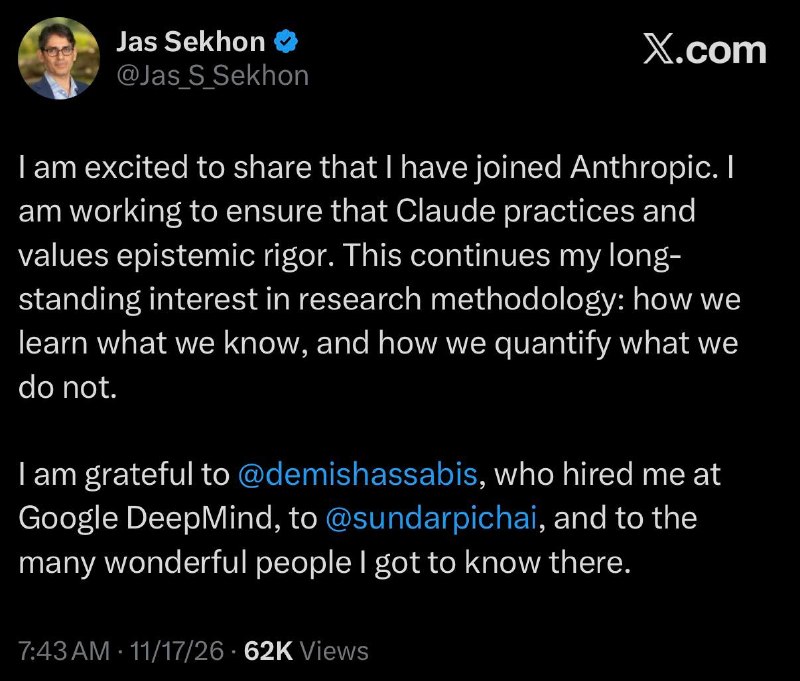 Jas Sekhon
X.com
@Jas_S_Sekhon
I am excited to share that I have joined Anthropic. I
am working to ensure that Claude practices and
values epistemic rigor. This continues my long-
standing interest in research methodology: how we
learn what we know, and how we quantify what we
do not.
I am grateful to @demishassabis, who hired me at
Google DeepMind, to @sundarpichai, and to the
many wonderful people I got to know there.
7:43 AM · 11/17/26 · 62K Views